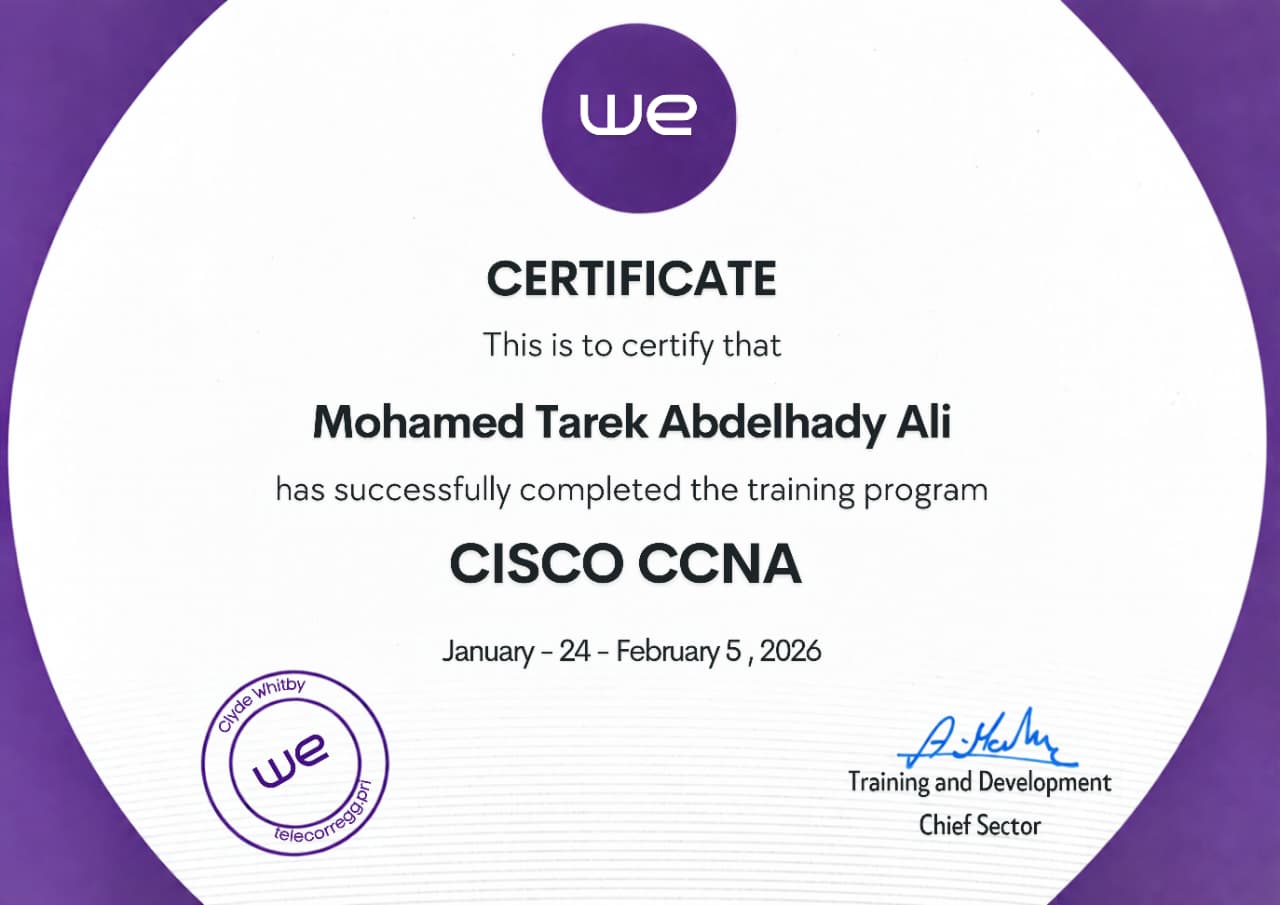 we
CERTIFICATE
This is to certify that
Mohamed Tarek Abdelhady Ali
has successfully completed the training program
CISCO CCNA
January - 24 - February 5 , 2026
Clyde Whitby
we
telecorregg.pri
Training and Development
Chief Sector